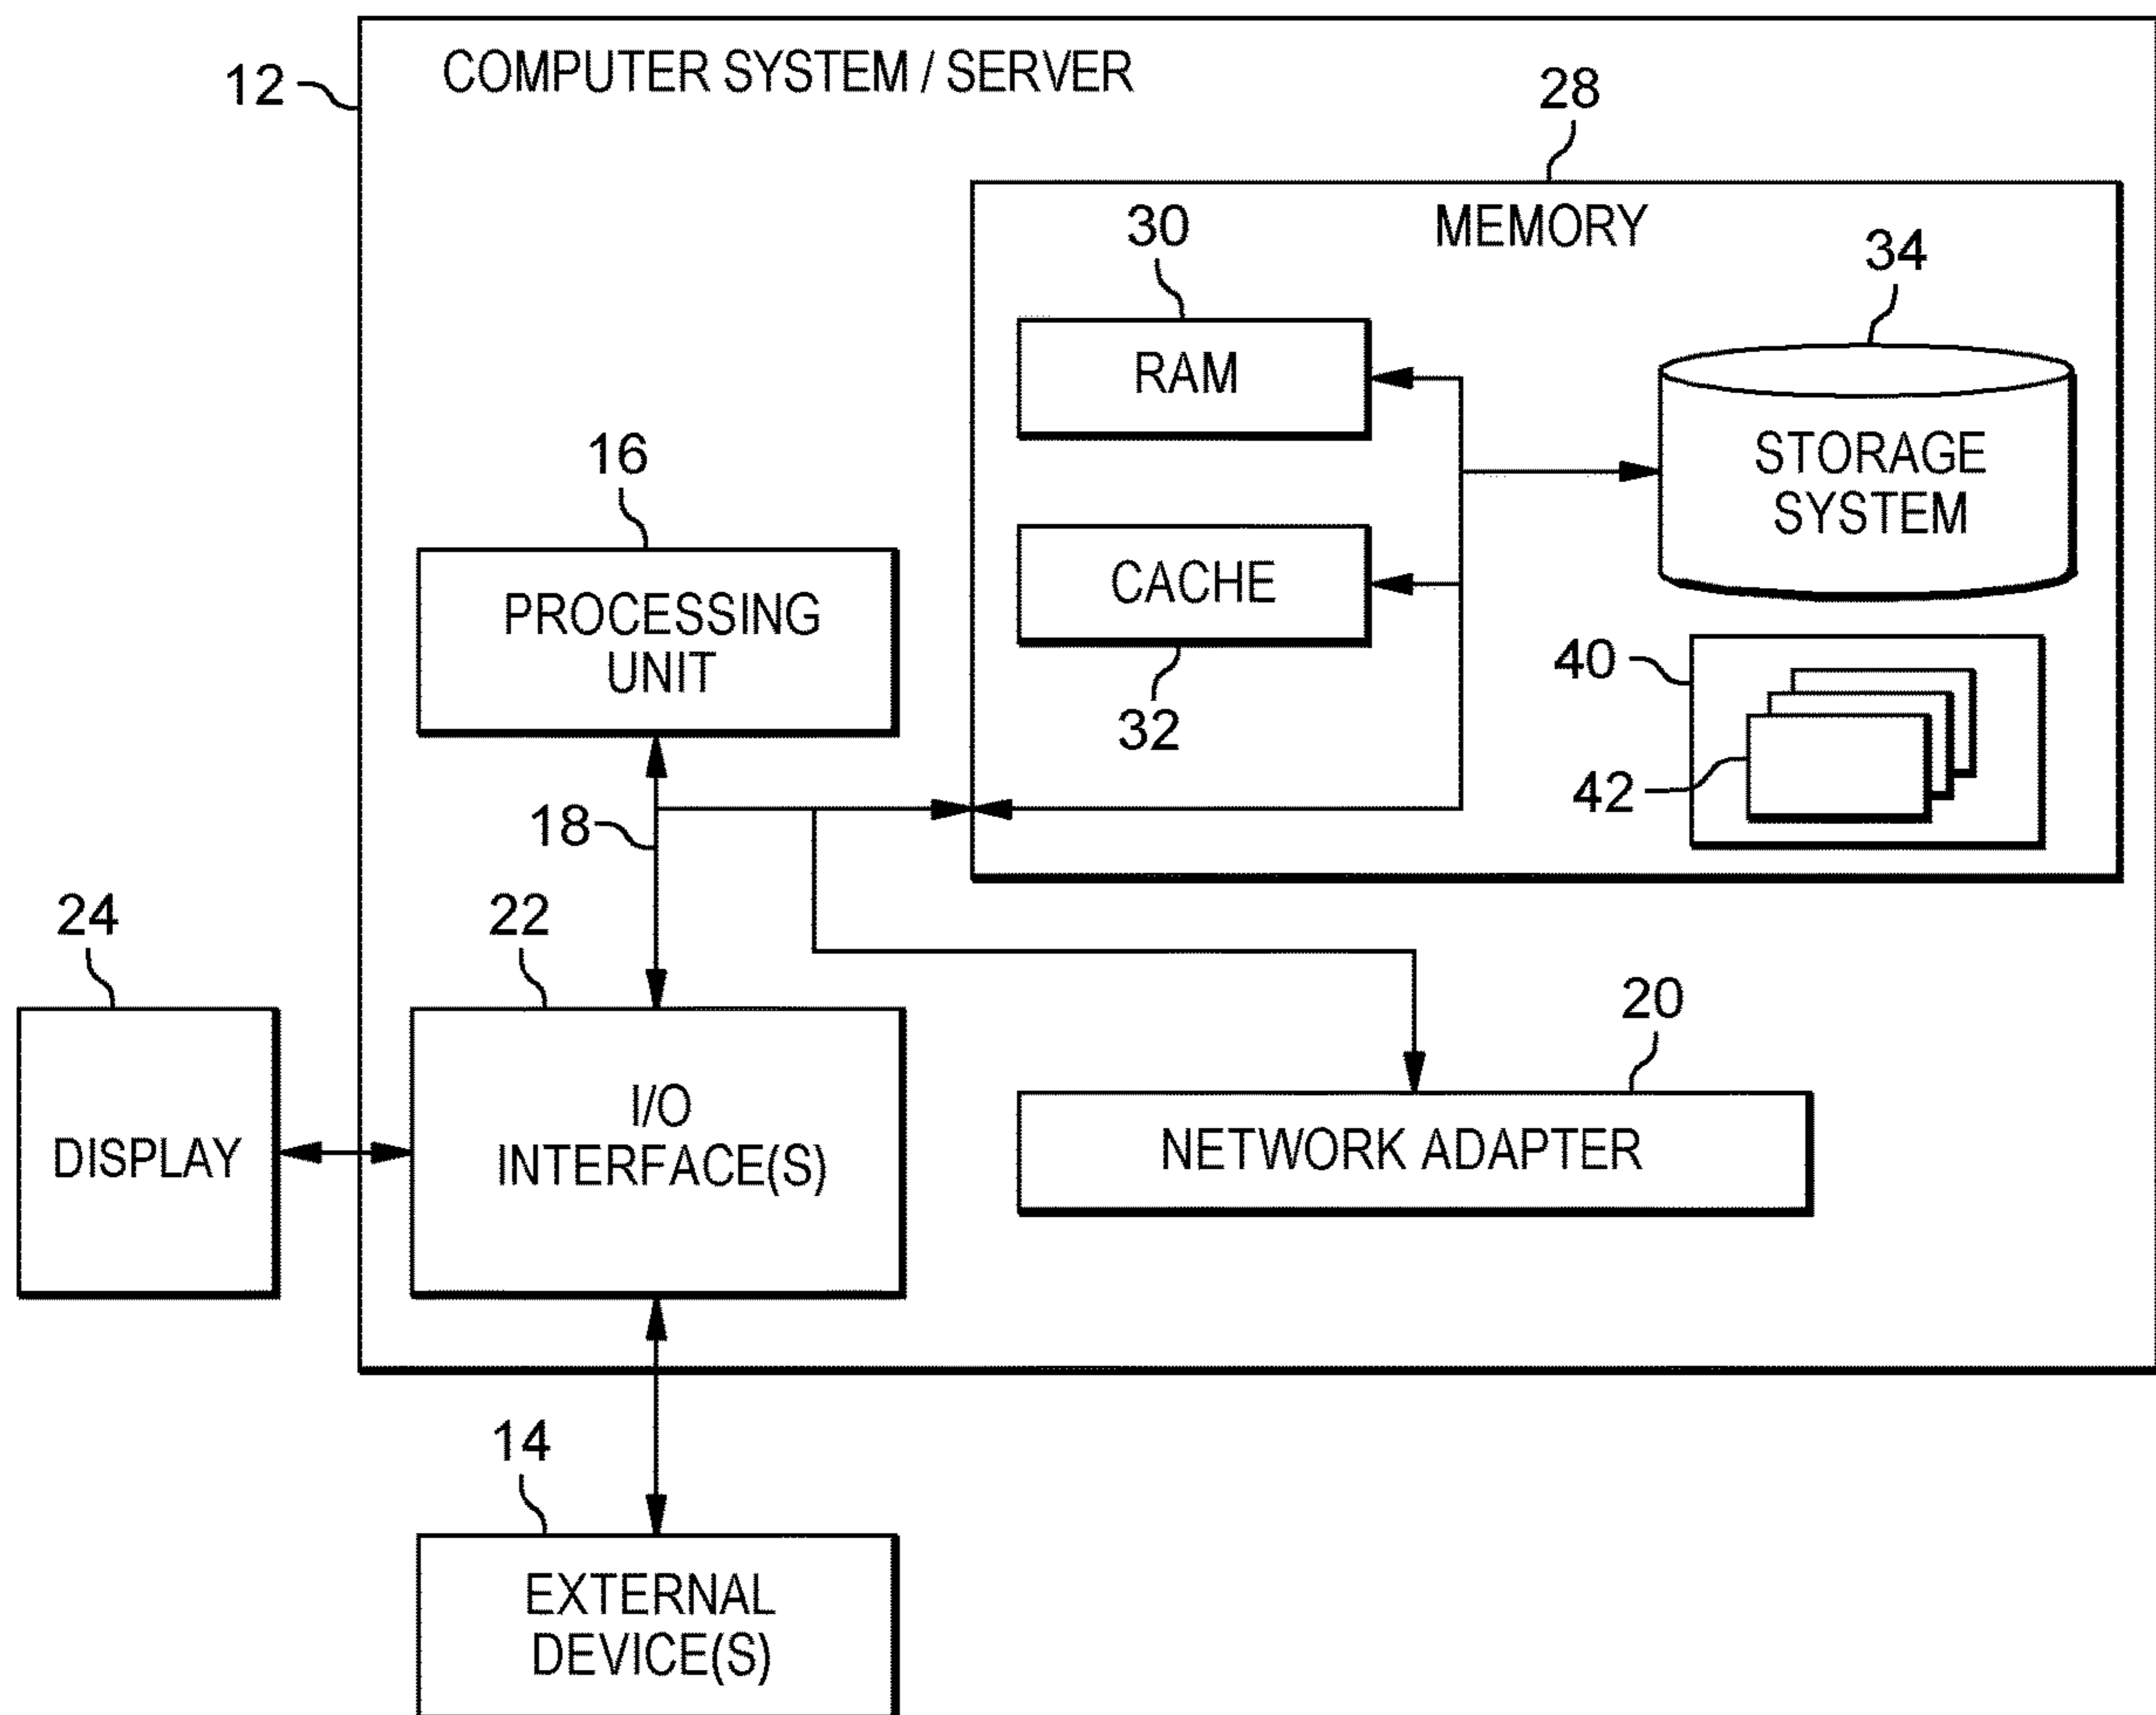 12
COMPUTER SYSTEM / SERVER
28
MEMORY
30
34
RAM
STORAGE
SYSTEM
16
PROCESSING
UNIT
CACHE
32
40
42
18
24
22
20
DISPLAY
I/O
INTERFACE(S)
NETWORK ADAPTER
14
EXTERNAL
DEVICE(S)